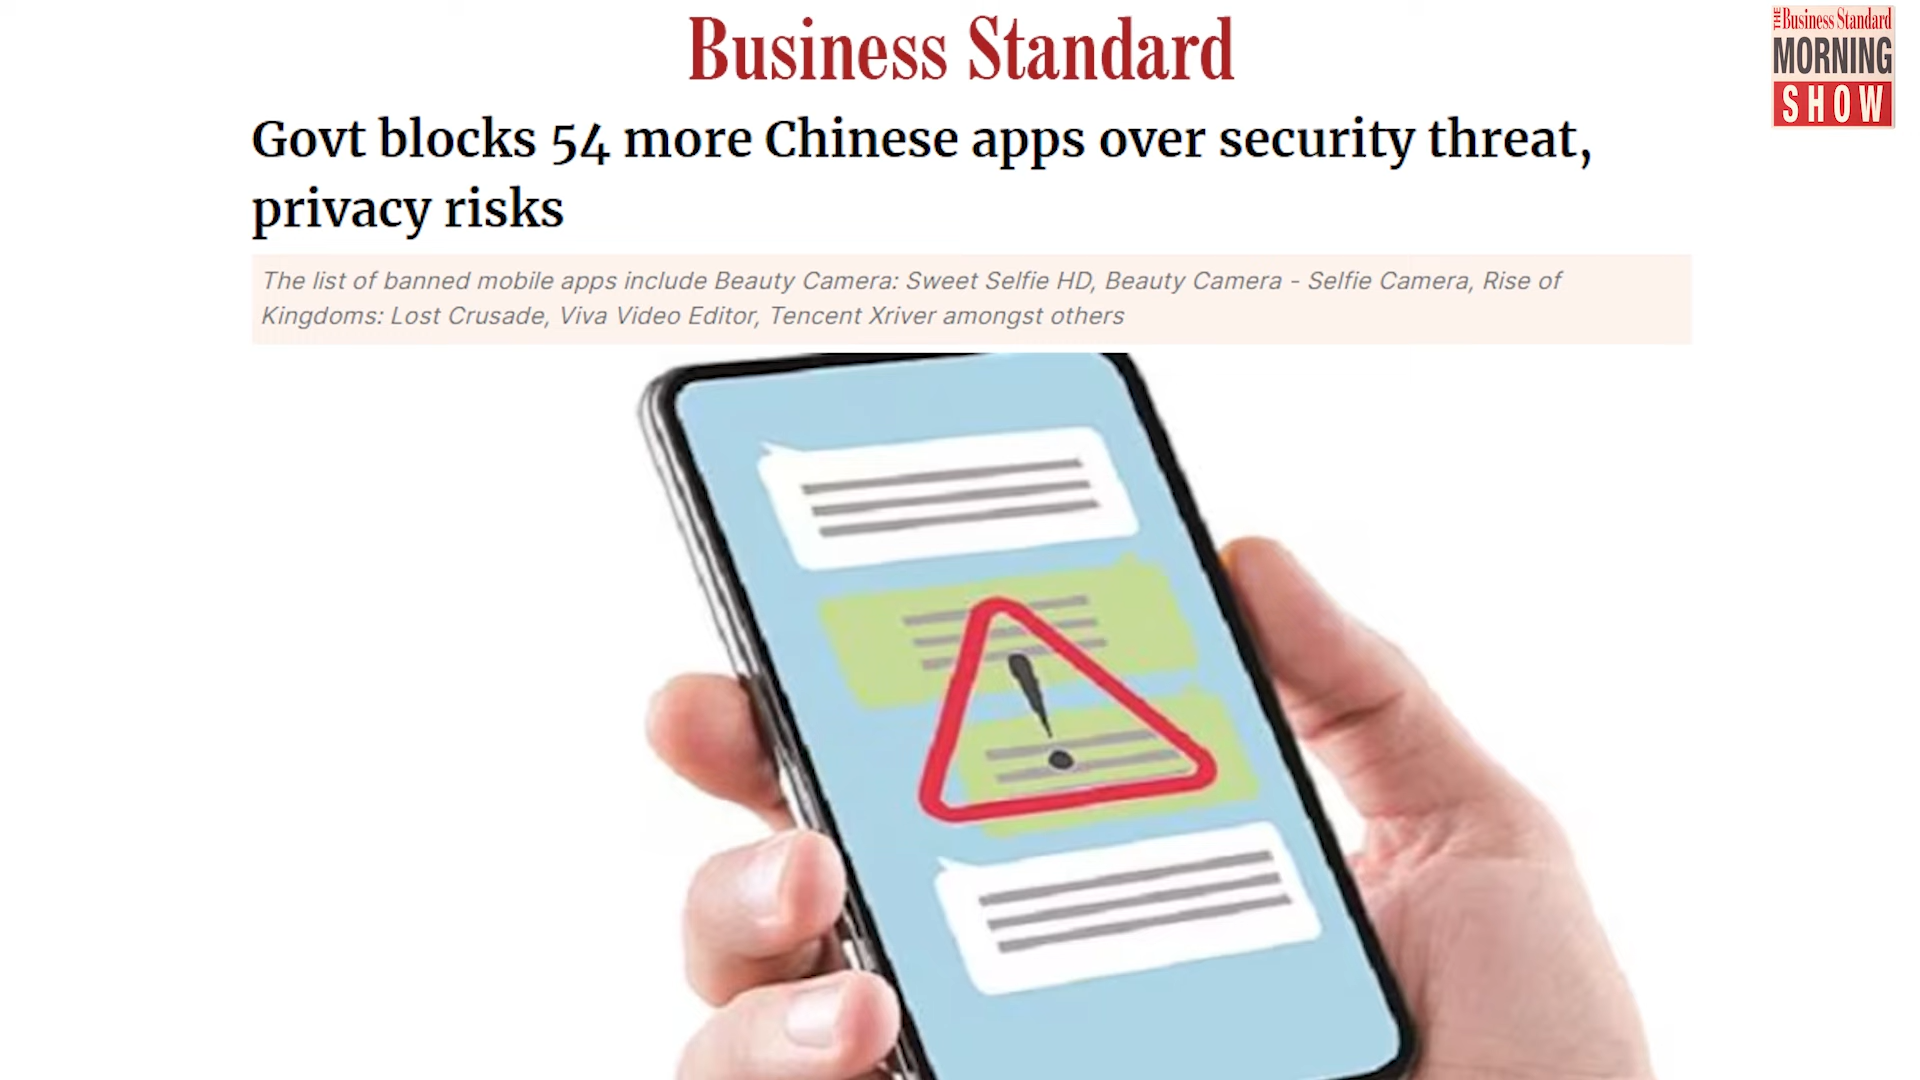 Business Standard
THE Business Standard
MORNING
SHOW
Govt blocks 54 more Chinese apps over security threat,
privacy risks
The list of banned mobile apps include Beauty Camera: Sweet Selfie HD, Beauty Camera - Selfie Camera, Rise of
Kingdoms: Lost Crusade, Viva Video Editor, Tencent Xriver amongst others